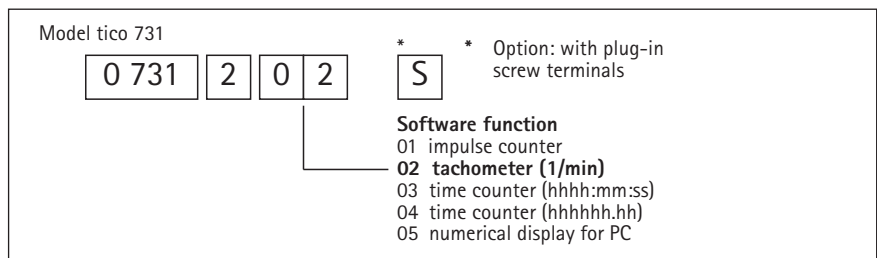 Model tico 731
* * Option: with plug-in
screw terminals
0 731 2 0 2 S
Software function
01 impulse counter
02 tachometer (1/min)
03 time counter (hhhh:mm:ss)
04 time counter (hhhhhh.hh)
05 numerical display for PC